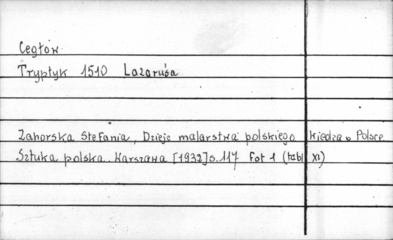 Cegłów
Tryptyk 1510 Lazarusa
Zahorska Stefania, Dzieje malarstwa polskiego Wiedza o Polsce
Sztuka polska. Warszawa [1932] s. 117 Fot 1 (tabl XI)